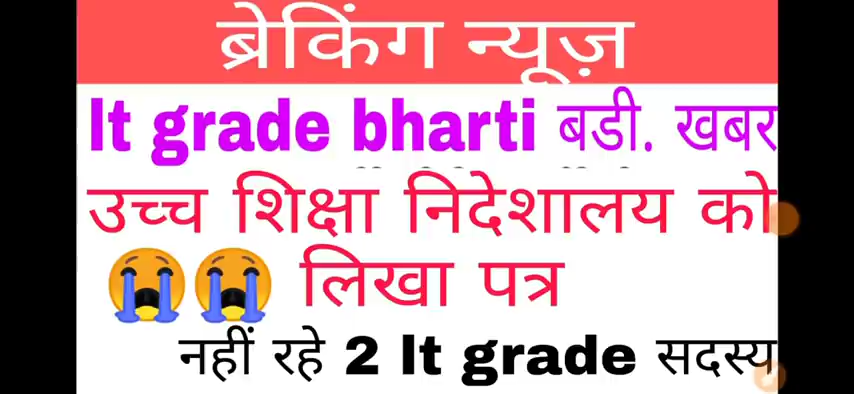 ब्रेकिंग न्यूज़
lt grade bharti बडी. खबर
उच्च शिक्षा निदेशालय को
😭😭 लिखा पत्र
नहीं रहे 2 lt grade सदस्य